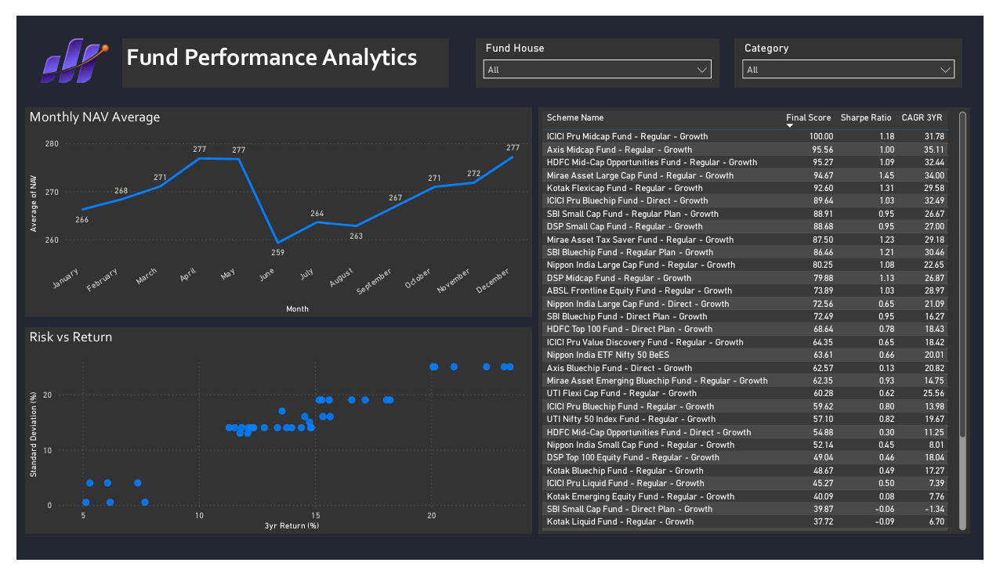 Fund Performance Analytics
Fund House
All
Category
All
Monthly NAV Average
Average of NAV
280
270
260
266
268
271
277
277
259
264
263
267
271
272
277
January
February
March
April
May
June
July
August
September
October
November
December
Month
Risk vs Return
Standard Deviation (%)
20
10
0
5
10
15
20
3yr Return (%)
Scheme Name Final Score Sharpe Ratio CAGR 3YR
ICICI Pru Midcap Fund - Regular - Growth 100.00 1.18 31.78
Axis Midcap Fund - Regular - Growth 95.56 1.00 35.11
HDFC Mid-Cap Opportunities Fund - Regular - Growth 95.27 1.09 32.44
Mirae Asset Large Cap Fund - Regular - Growth 94.67 1.45 34.00
Kotak Flexicap Fund - Regular - Growth 92.60 1.31 29.58
ICICI Pru Bluechip Fund - Direct - Growth 89.64 1.03 32.49
SBI Small Cap Fund - Regular Plan - Growth 88.91 0.95 26.67
DSP Small Cap Fund - Regular - Growth 88.68 0.95 27.00
Mirae Asset Tax Saver Fund - Regular - Growth 87.50 1.23 29.18
SBI Bluechip Fund - Regular Plan - Growth 86.46 1.21 30.46
Nippon India Large Cap Fund - Regular - Growth 80.25 1.08 22.65
DSP Midcap Fund - Regular - Growth 79.88 1.13 26.87
ABSL Frontline Equity Fund - Regular - Growth 73.89 1.03 28.97
Nippon India Large Cap Fund - Direct - Growth 72.56 0.65 21.09
SBI Bluechip Fund - Direct Plan - Growth 72.49 0.95 16.27
HDFC Top 100 Fund - Direct - Growth 68.64 0.78 18.43
ICICI Pru Value Discovery Fund - Regular - Growth 64.35 0.65 18.42
Nippon India ETF Nifty 50 BeES 63.61 0.66 20.01
Axis Bluechip Fund - Direct - Growth 62.57 0.13 20.82
Mirae Asset Emerging Bluechip Fund - Regular - Growth 62.35 0.93 14.75
UTI Flexi Cap Fund - Regular - Growth 60.28 0.62 25.56
ICICI Pru Bluechip Fund - Regular - Growth 59.62 0.80 13.98
UTI Nifty 50 Index Fund - Regular - Growth 57.10 0.82 19.67
HDFC Mid-Cap Opportunities Fund - Direct - Growth 54.88 0.30 11.25
Nippon India Small Cap Fund - Regular - Growth 52.14 0.45 8.01
DSP Top 100 Equity Fund - Regular - Growth 49.04 0.46 18.04
Kotak Bluechip Fund - Regular - Growth 48.67 0.49 17.27
ICICI Pru Liquid Fund - Regular - Growth 45.27 0.50 7.39
Kotak Emerging Equity Fund - Regular - Growth 40.09 0.08 7.76
SBI Small Cap Fund - Direct Plan - Growth 39.87 -0.06 -1.34
Kotak Liquid Fund - Regular - Growth 37.72 -0.09 6.70